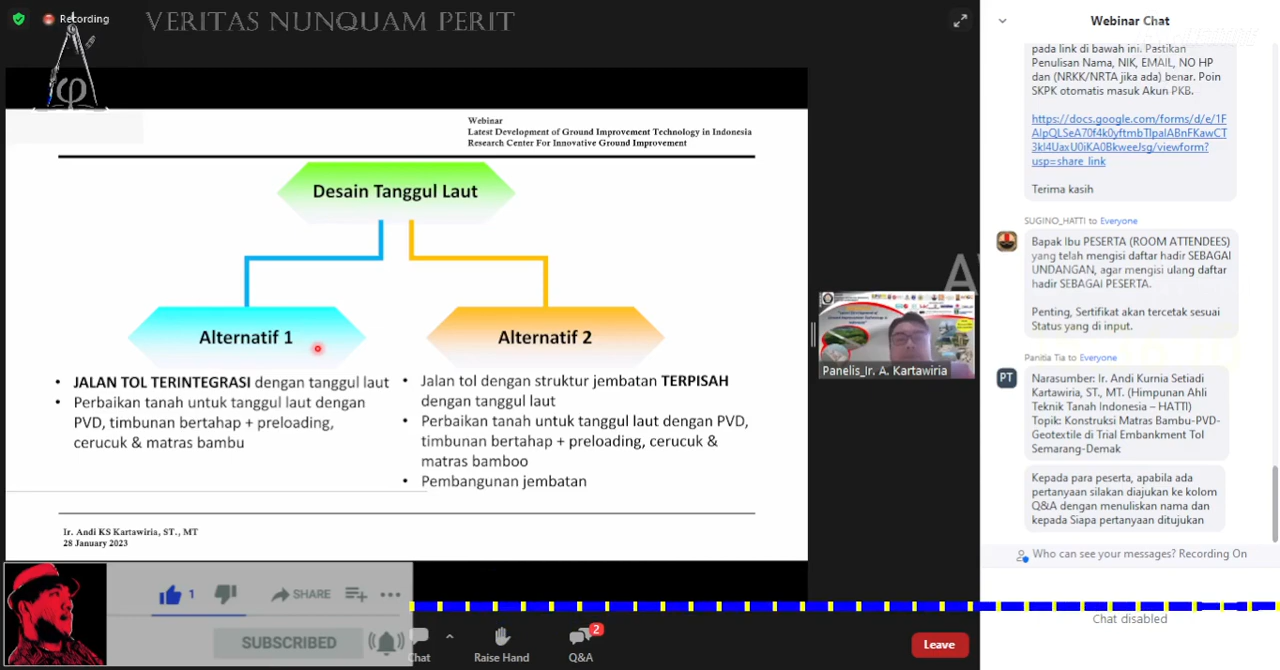 Recording
VERITAS NUNQUAM PERIT
Webinar
Latest Development of Ground Improvement Technology in Indonesia
Research Center For Innovative Ground Improvement
Desain Tanggul Laut
Alternatif 1
Alternatif 2
• JALAN TOL TERINTEGRASI dengan tanggul laut
• Perbaikan tanah untuk tanggul laut dengan
PVD, timbunan bertahap + preloading,
cerucuk & matras bambu
• Jalan tol dengan struktur jembatan TERPISAH
dengan tanggul laut
• Perbaikan tanah untuk tanggul laut dengan PVD,
timbunan bertahap + preloading, cerucuk &
matras bamboo
• Pembangunan jembatan
Ir. Andi KS Kartawiria, ST., MT
28 January 2023
Panelis_Ir. A. Kartawiria
1
SHARE
SUBSCRIBED
Chat
Raise Hand
2
Q&A
Leave
Webinar Chat
pada link di bawah ini. Pastikan
Penulisan Nama, NIK, EMAIL, NO HP
dan (NRKK/NRTA jika ada) benar. Poin
SKPK otomatis masuk Akun PKB.
https://docs.google.com/forms/d/e/1F
usp=share_link
Terima kasih
SUGINO_HATTI to Everyone
Bapak Ibu PESERTA (ROOM ATTENDEES)
yang telah mengisi daftar hadir SEBAGAI
UNDANGAN, agar mengisi ulang daftar
hadir SEBAGAI PESERTA.
Penting, Sertifikat akan tercetak sesuai
Status yang di input.
Panitia Tia to Everyone
PT
Narasumber: Ir. Andi Kurnia Setiadi
Kartawiria, ST., MT. (Himpunan Ahli
Teknik Tanah Indonesia – HATTI)
Topik: Konstruksi Matras Bambu-PVD-
Geotextile di Trial Embankment Tol
Semarang-Demak
Kepada para peserta, apabila ada
pertanyaan silakan diajukan ke kolom
Q&A dengan menuliskan nama dan
kepada Siapa pertanyaan ditujukan
Who can see your messages? Recording On
Chat disabled